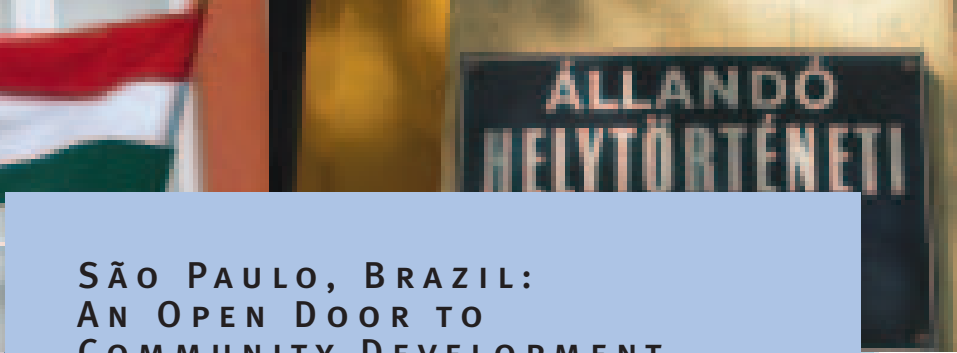 ÁLLANDÓ
HELYTÖRTÉNETI
São Paulo, Brazil:
An Open Door to
Community Development